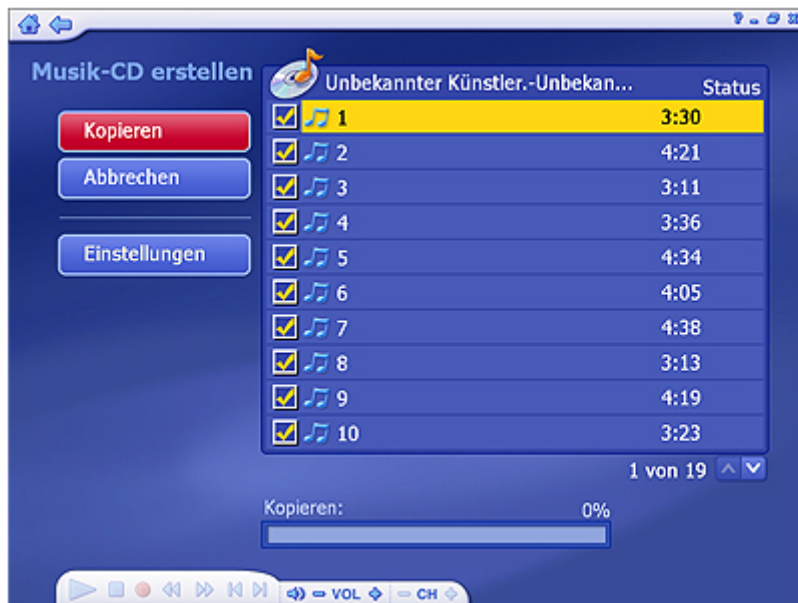 Musik-CD erstellen
Kopieren
Abbrechen
Einstellungen
Unbekannter Künstler.-Unbekan... Status
1 3:30
2 4:21
3 3:11
4 3:36
5 4:34
6 4:05
7 4:38
8 3:13
9 4:19
10 3:23
1 von 19
Kopieren: 0%
VOL CH